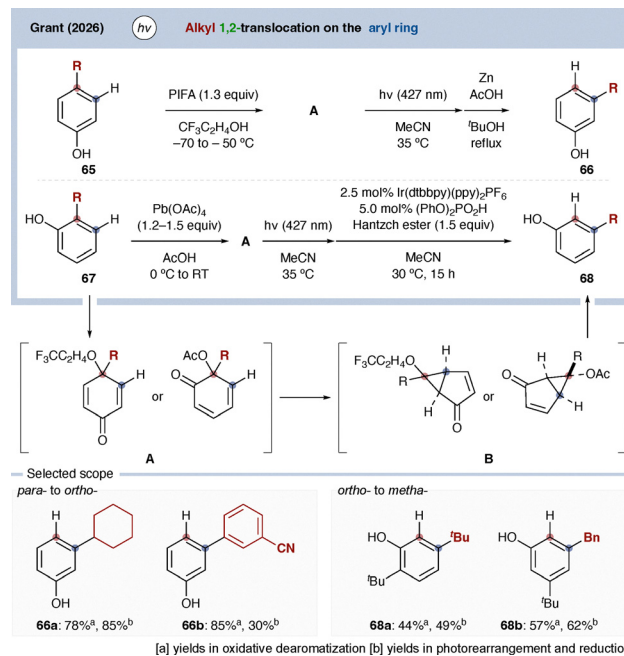 Grant (2026) hv Alkyl 1,2-translocation on the aryl ring
R
H
OH
65
PIFA (1.3 equiv)
CF3C2H4OH
–70 to – 50 ºC
A
hv (427 nm)
MeCN
35 ºC
Zn
AcOH
tBuOH
reflux
H
R
OH
66
HO
R
H
67
Pb(OAc)4
(1.2–1.5 equiv)
AcOH
0 ºC to RT
A
hv (427 nm)
MeCN
35 ºC
2.5 mol% Ir(dtbbpy)(ppy)2PF6
5.0 mol% (PhO)2PO2H
Hantzch ester (1.5 equiv)
MeCN
30 ºC, 15 h
HO
H
R
68
F3CC2H4O R
H
O
or
AcO R
O
H
A
F3CC2H4O
H
R
H
O
or
R
H
OAc
O
H
B
Selected scope
para- to ortho-
H
OH
66a: 78%a, 85%b
H
CN
OH
66b: 85%a, 30%b
ortho- to metha-
HO
H
tBu
tBu
68a: 44%a, 49%b
HO
H
Bn
tBu
68b: 57%a, 62%b
[a] yields in oxidative dearomatization [b] yields in photorearrangement and reductio